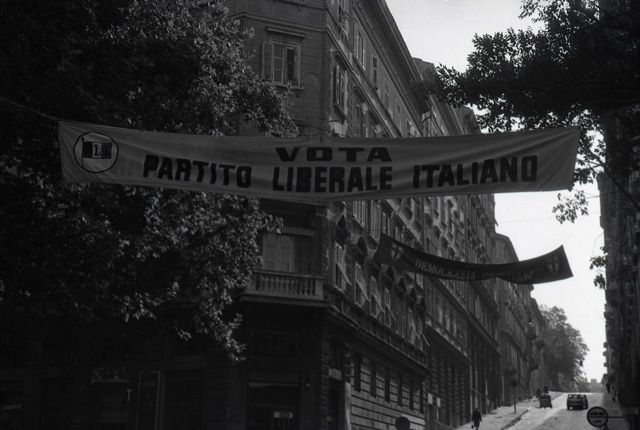 L
VOTA
PARTITO LIBERALE ITALIANO
DEMOCRAZIA